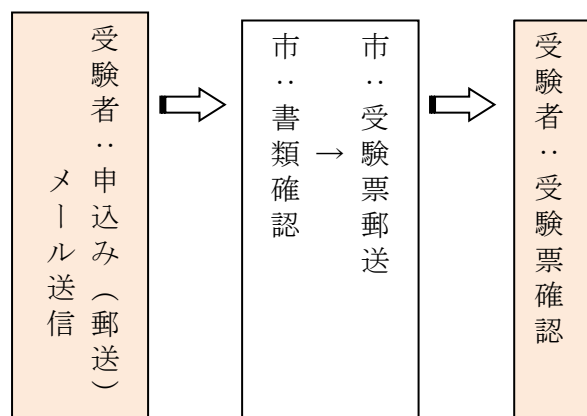 受験者：申込み（郵送）
メール送信
市：書類確認
→
市：受験票郵送
受験者：受験票確認